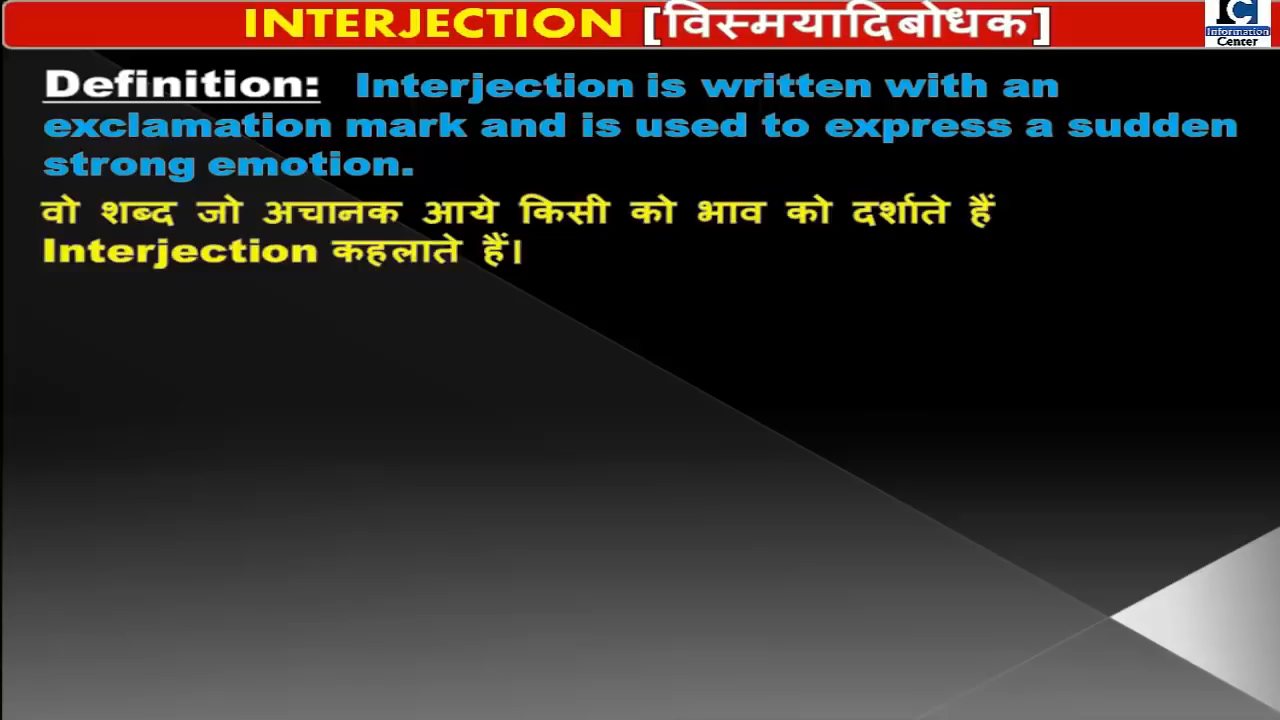 INTERJECTION [विस्मयादिबोधक]
IC
Information
Center
Definition: Interjection is written with an
exclamation mark and is used to express a sudden
strong emotion.
वो शब्द जो अचानक आये किसी को भाव को दर्शाते हैं
Interjection कहलाते हैं।